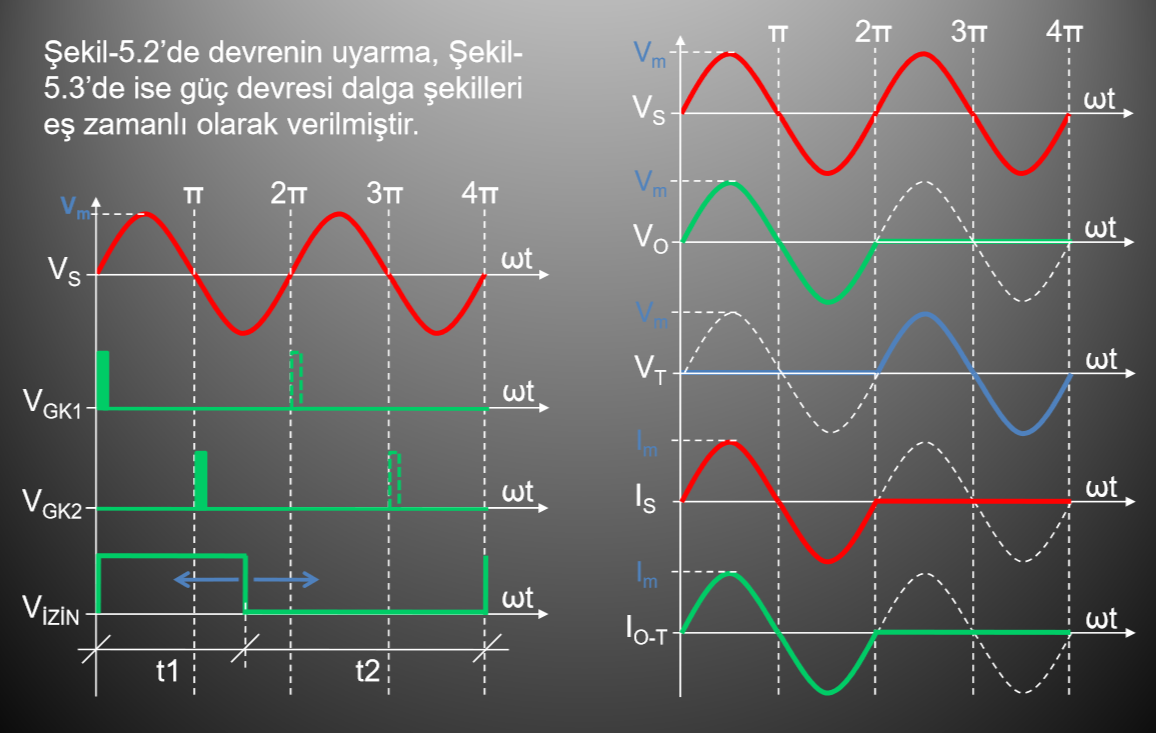 Şekil-5.2’de devrenin uyarma, Şekil-
5.3’de ise güç devresi dalga şekilleri
eş zamanlı olarak verilmiştir.
π 2π 3π 4π
Vm
VS
ωt
VGK1
ωt
VGK2
ωt
VİZİN
ωt
t1 t2
π 2π 3π 4π
Vm
VS
ωt
Vm
VO
ωt
Vm
VT
ωt
Im
IS
ωt
Im
IO-T
ωt